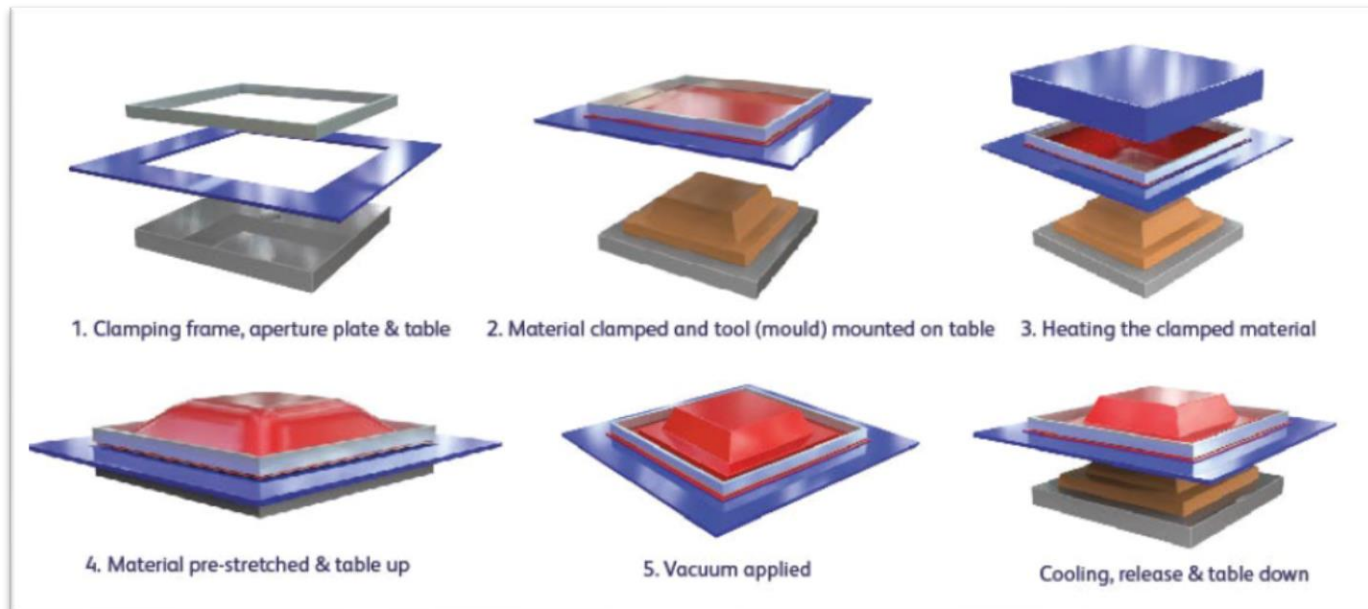 1. Clamping frame, aperture plate & table
2. Material clamped and tool (mould) mounted on table
3. Heating the clamped material
4. Material pre-stretched & table up
5. Vacuum applied
Cooling, release & table down